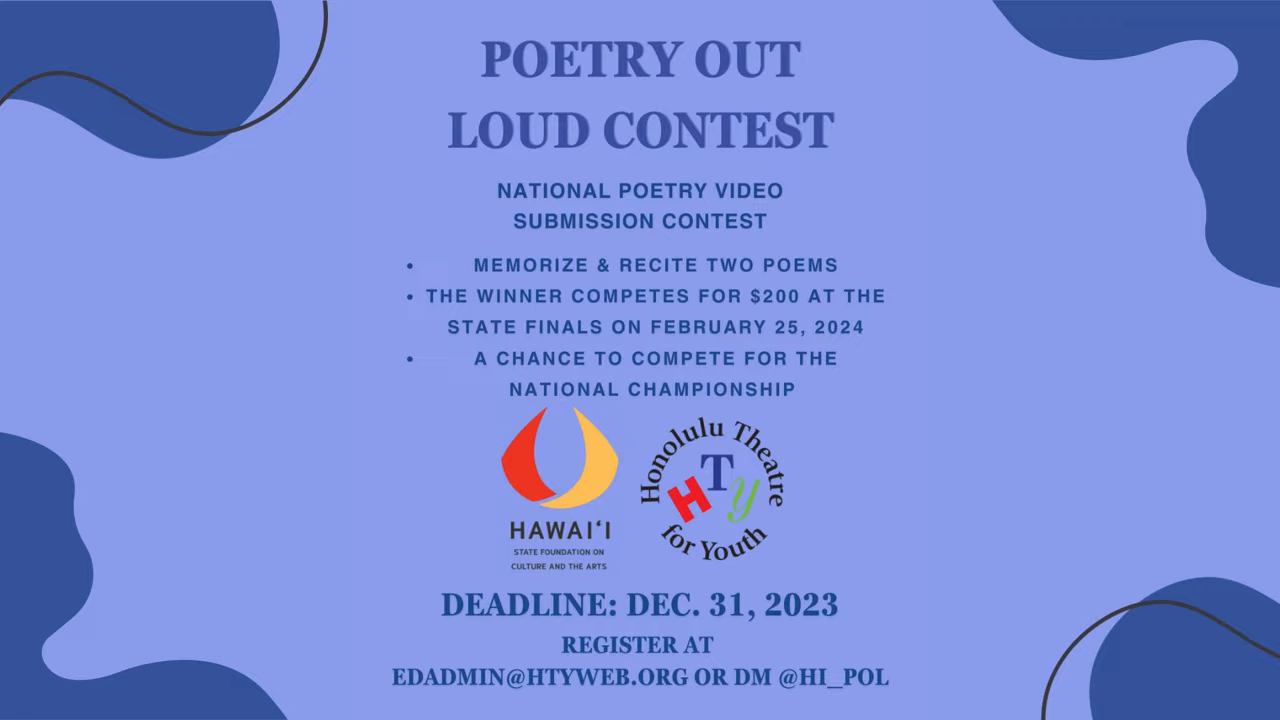 POETRY OUT
LOUD CONTEST
NATIONAL POETRY VIDEO
SUBMISSION CONTEST
• MEMORIZE & RECITE TWO POEMS
• THE WINNER COMPETES FOR $200 AT THE
STATE FINALS ON FEBRUARY 25, 2024
• A CHANCE TO COMPETE FOR THE
NATIONAL CHAMPIONSHIP
HAWAIʻI
STATE FOUNDATION ON
CULTURE AND THE ARTS
Honolulu Theatre
HTY
for Youth
DEADLINE: DEC. 31, 2023
REGISTER AT
EDADMIN@HTYWEB.ORG OR DM @HI_POL